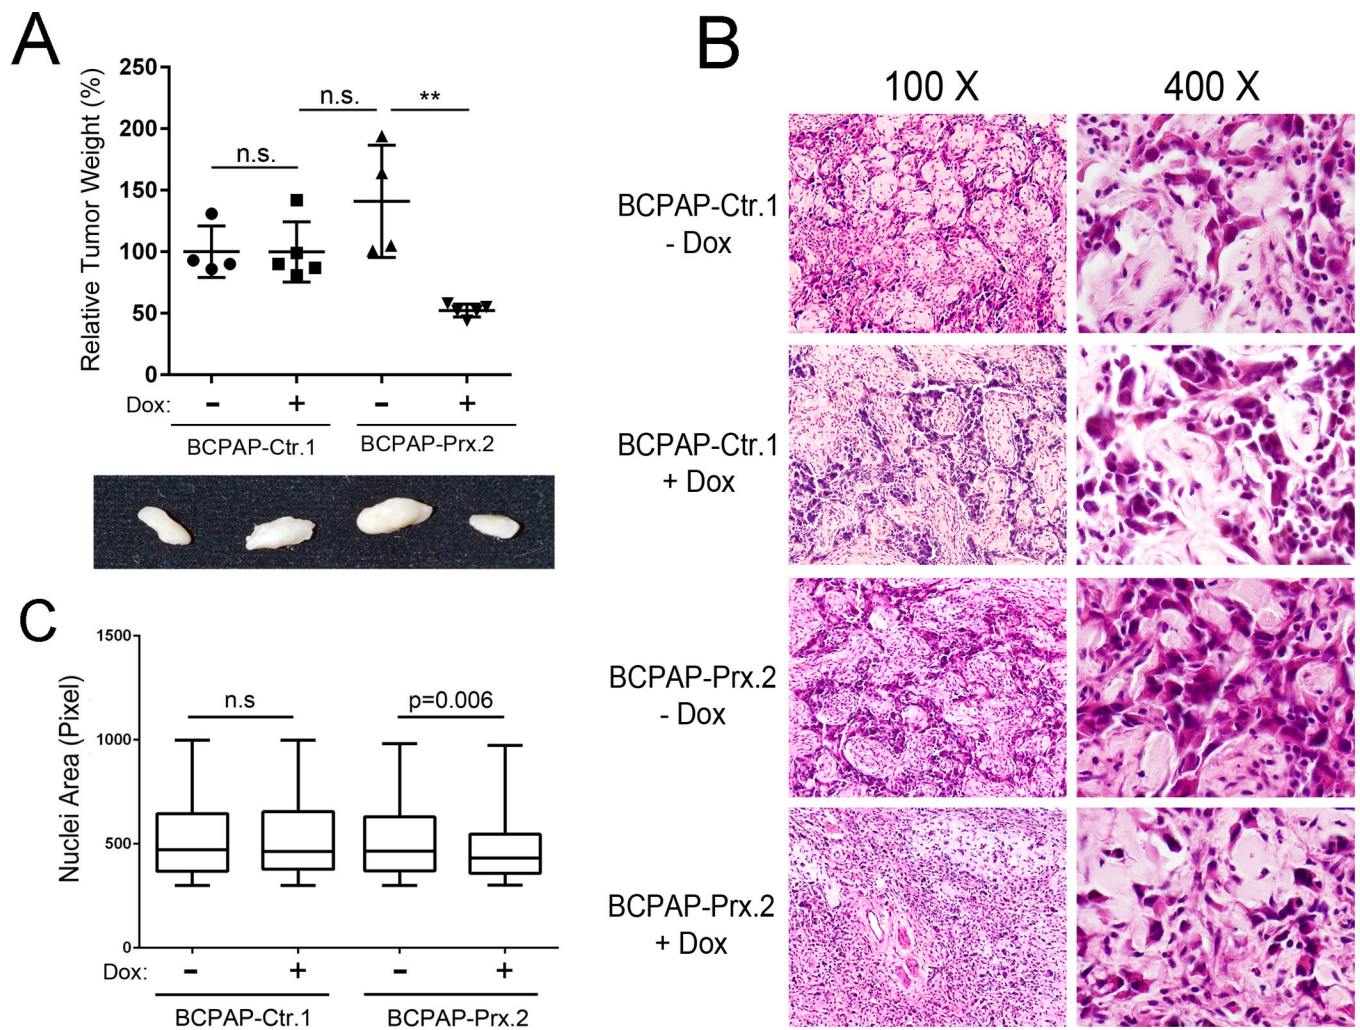 A
Relative Tumor Weight (%)
250
200
150
100
50
0
n.s.
n.s.
**
Dox:
-
+
-
+
BCPAP-Ctr.1
BCPAP-Prx.2
B
100 X
400 X
BCPAP-Ctr.1
- Dox
BCPAP-Ctr.1
+ Dox
BCPAP-Prx.2
- Dox
BCPAP-Prx.2
+ Dox
C
Nuclei Area (Pixel)
1500
1000
500
0
n.s
p=0.006
Dox:
-
+
-
+
BCPAP-Ctr.1
BCPAP-Prx.2